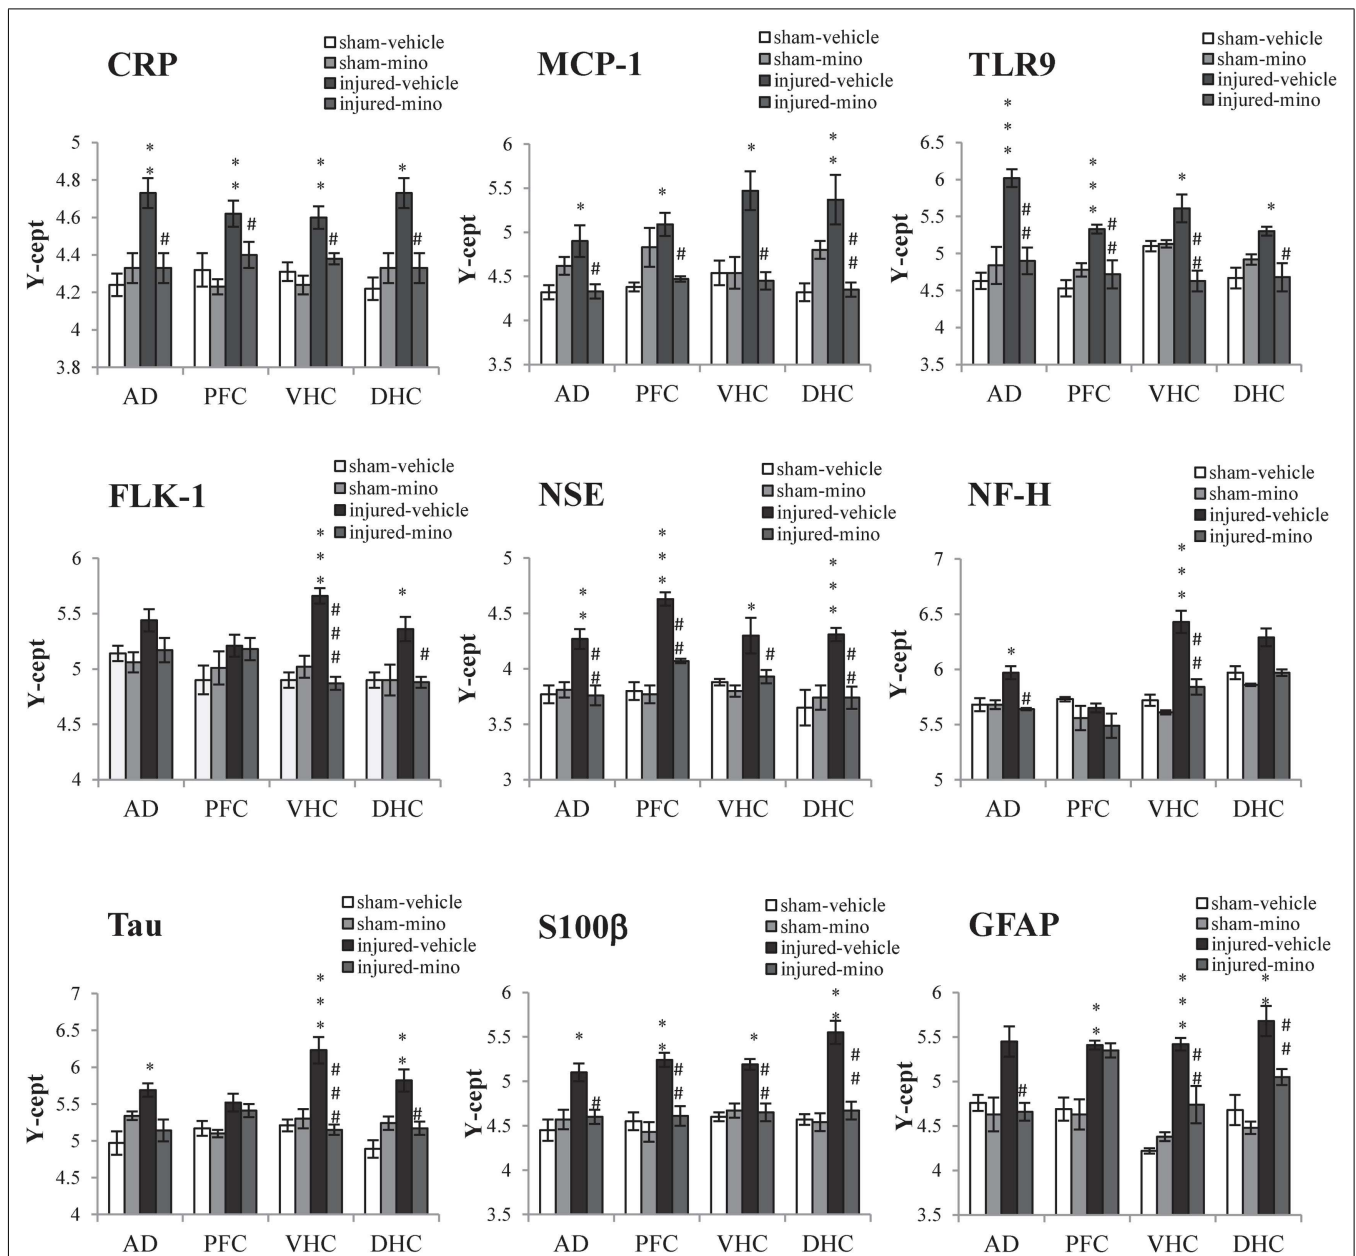 CRP
sham-vehicle
sham-mino
injured-vehicle
injured-mino
Y-cept
5
4.8
4.6
4.4
4.2
4
3.8
* *
#
* *
#
* *
#
*
#
AD PFC VHC DHC
MCP-1
sham-vehicle
sham-mino
injured-vehicle
injured-mino
Y-cept
6
5.5
5
4.5
4
3.5
*
#
*
#
*
#
* *
# #
AD PFC VHC DHC
TLR9
sham-vehicle
sham-mino
injured-vehicle
injured-mino
Y-cept
6.5
6
5.5
5
4.5
4
3.5
* * *
# #
* * *
# #
*
# #
*
#
AD PFC VHC DHC
FLK-1
sham-vehicle
sham-mino
injured-vehicle
injured-mino
Y-cept
6
5.5
5
4.5
4
* * *
# # #
*
#
AD PFC VHC DHC
NSE
sham-vehicle
sham-mino
injured-vehicle
injured-mino
Y-cept
5
4.5
4
3.5
3
* *
# #
* * *
# #
*
#
* * *
# #
AD PFC VHC DHC
NF-H
sham-vehicle
sham-mino
injured-vehicle
injured-mino
Y-cept
7
6.5
6
5.5
5
*
#
* * *
# #
AD PFC VHC DHC
Tau
sham-vehicle
sham-mino
injured-vehicle
injured-mino
Y-cept
7
6.5
6
5.5
5
4.5
4
*
* * *
# # #
* *
#
AD PFC VHC DHC
S100β
sham-vehicle
sham-mino
injured-vehicle
injured-mino
Y-cept
6
5.5
5
4.5
4
3.5
*
#
* *
# #
*
# #
* *
# #
AD PFC VHC DHC
GFAP
sham-vehicle
sham-mino
injured-vehicle
injured-mino
Y-cept
6
5.5
5
4.5
4
3.5
#
* *
* * *
# #
* * *
# #
AD PFC VHC DHC